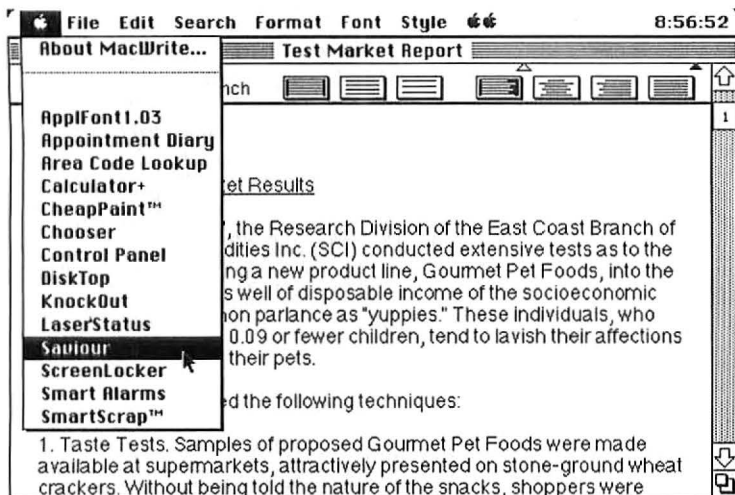 File Edit Search Format Font Style 8:56:52
About MacWrite...
Test Market Report
nch
1
ApplFont1.03
Appointment Diary
Area Code Lookup
Calculator+
CheapPaint™
Chooser
Control Panel
DiskTop
KnockOut
LaserStatus
Saviour
ScreenLocker
Smart Alarms
SmartScrap™
et Results
", the Research Division of the East Coast Branch of
dities Inc. (SCI) conducted extensive tests as to the
ng a new product line, Gourmet Pet Foods, into the
s well of disposable income of the socioeconomic
on parlance as "yuppies." These individuals, who
0.09 or fewer children, tend to lavish their affections
their pets.
ed the following techniques:
1. Taste Tests. Samples of proposed Gourmet Pet Foods were made
available at supermarkets, attractively presented on stone-ground wheat
crackers. Without being told the nature of the snacks, shoppers were